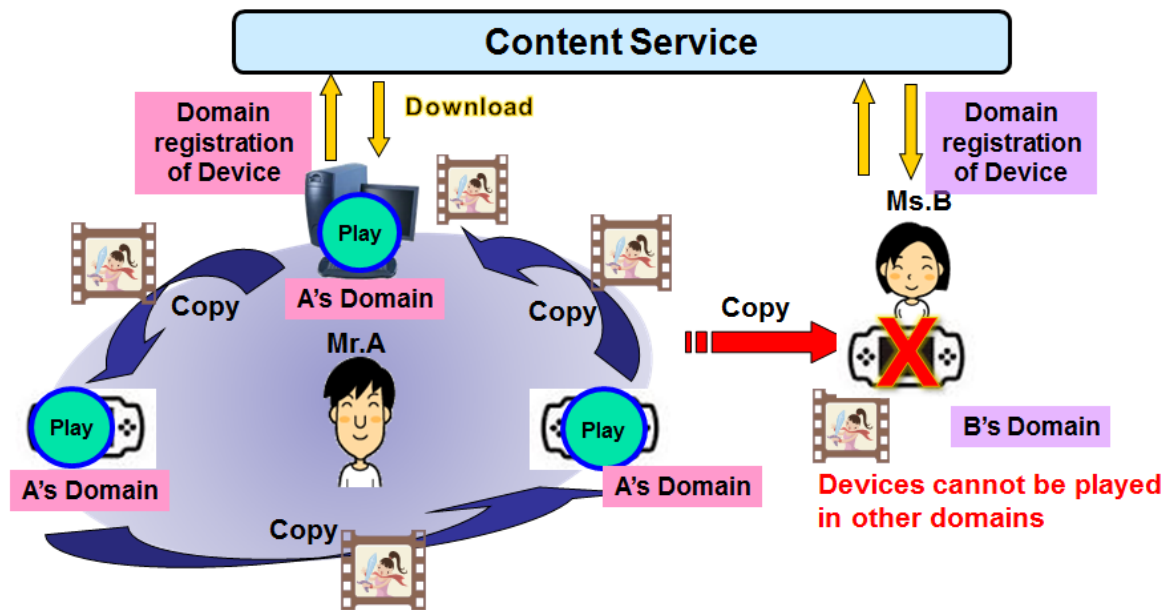 Content Service
Domain
registration
of Device
Download
Domain
registration
of Device
Ms.B
Play
A's Domain
Copy
Copy
Copy
Mr.A
Play
A's Domain
Play
A's Domain
Copy
B's Domain
Devices cannot be played
in other domains